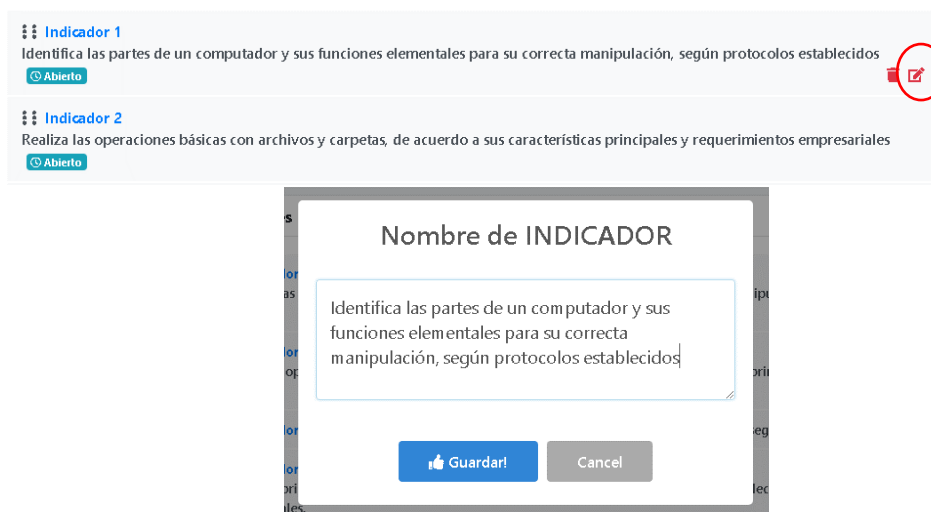 Indicador 1
Identifica las partes de un computador y sus funciones elementales para su correcta manipulación, según protocolos establecidos
Abierto
Indicador 2
Realiza las operaciones básicas con archivos y carpetas, de acuerdo a sus características principales y requerimientos empresariales
Abierto
Nombre de INDICADOR
Identifica las partes de un computador y sus
funciones elementales para su correcta
manipulación, según protocolos establecidos
Guardar!
Cancel